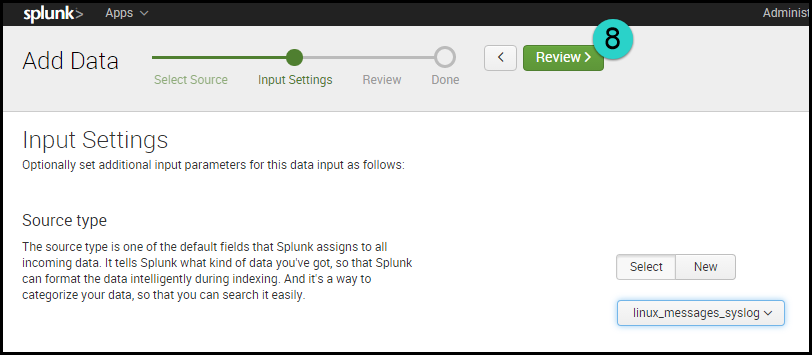 splunk> Apps Administ
Add Data
Select Source Input Settings Review Done
< Review > 8
Input Settings
Optionally set additional input parameters for this data input as follows:
Source type
The source type is one of the default fields that Splunk assigns to all
incoming data. It tells Splunk what kind of data you've got, so that Splunk
can format the data intelligently during indexing. And it's a way to
categorize your data, so that you can search it easily.
Select New
linux_messages_syslog